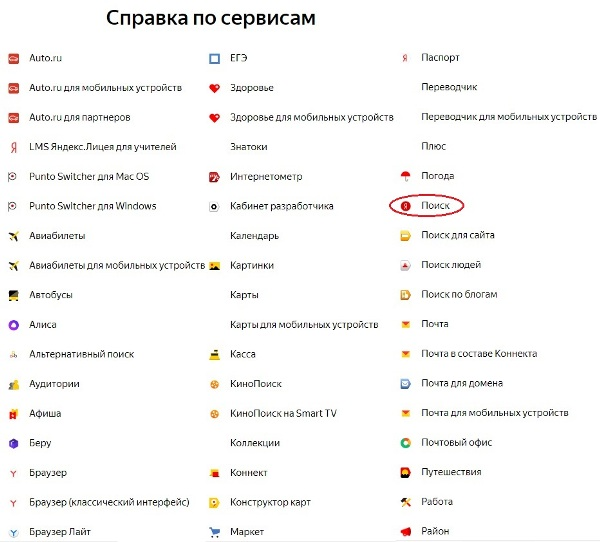 Справка по сервисам
Auto.ru
Auto.ru для мобильных устройств
Auto.ru для партнеров
LMS Яндекс.Лицея для учителей
Punto Switcher для Mac OS
Punto Switcher для Windows
Авиабилеты
Авиабилеты для мобильных устройств
Автобусы
Алиса
Альтернативный поиск
Аудитории
Афиша
Беру
Браузер
Браузер (классический интерфейс)
Браузер Лайт
ЕГЭ
Здоровье
Здоровье для мобильных устройств
Знатоки
Интернетометр
Кабинет разработчика
Календарь
Картинки
Карты
Карты для мобильных устройств
Касса
КиноПоиск
КиноПоиск на Smart TV
Коллекции
Коннект
Конструктор карт
Маркет
Паспорт
Переводчик
Переводчик для мобильных устройств
Плюс
Погода
Поиск
Поиск для сайта
Поиск людей
Поиск по блогам
Почта
Почта в составе Коннекта
Почта для домена
Почта для мобильных устройств
Почтовый офис
Путешествия
Работа
Район